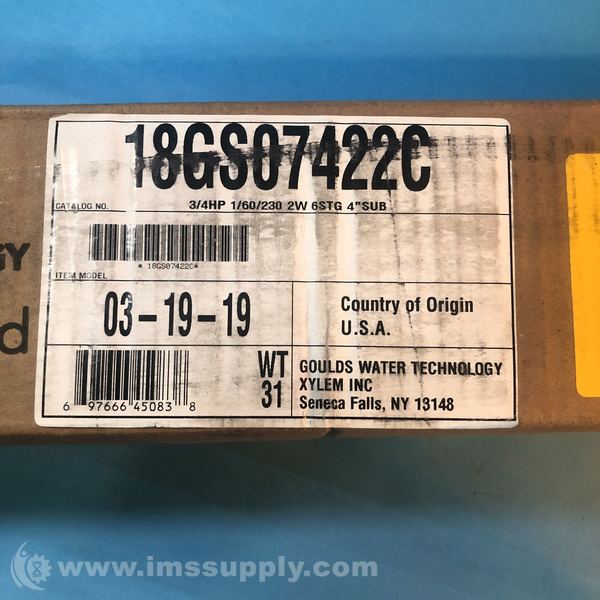 18GS07422C
CATALOG NO.
3/4HP 1/60/230 2W 6STG 4"SUB
* 18GS07422C*
GY
ITEM MODEL
d
03-19-19
Country of Origin
U.S.A.
6 97666 45083 8
WT
31
GOULDS WATER TECHNOLOGY
XYLEM INC
Seneca Falls, NY 13148
www.imssupply.com